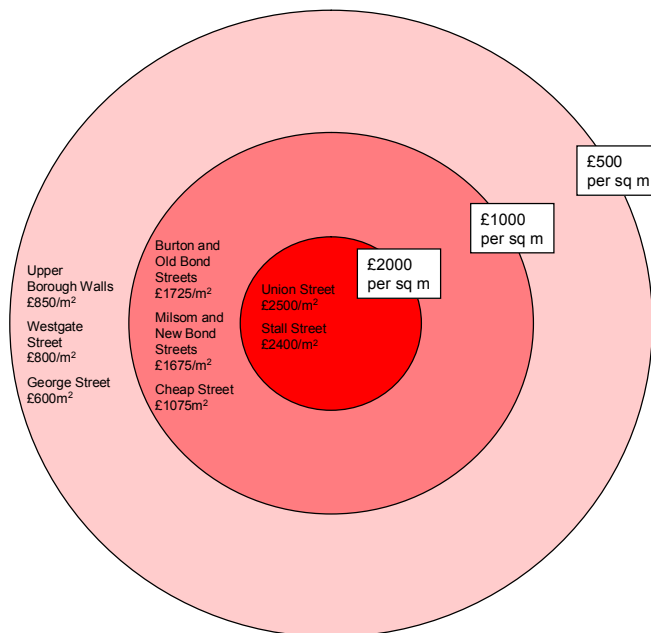 £500
per sq m
£1000
per sq m
£2000
per sq m
Upper
Borough Walls
£850/m²
Westgate
Street
£800/m²
George Street
£600m²
Burton and
Old Bond
Streets
£1725/m²
Milsom and
New Bond
Streets
£1675/m²
Cheap Street
£1075m²
Union Street
£2500/m²
Stall Street
£2400/m²